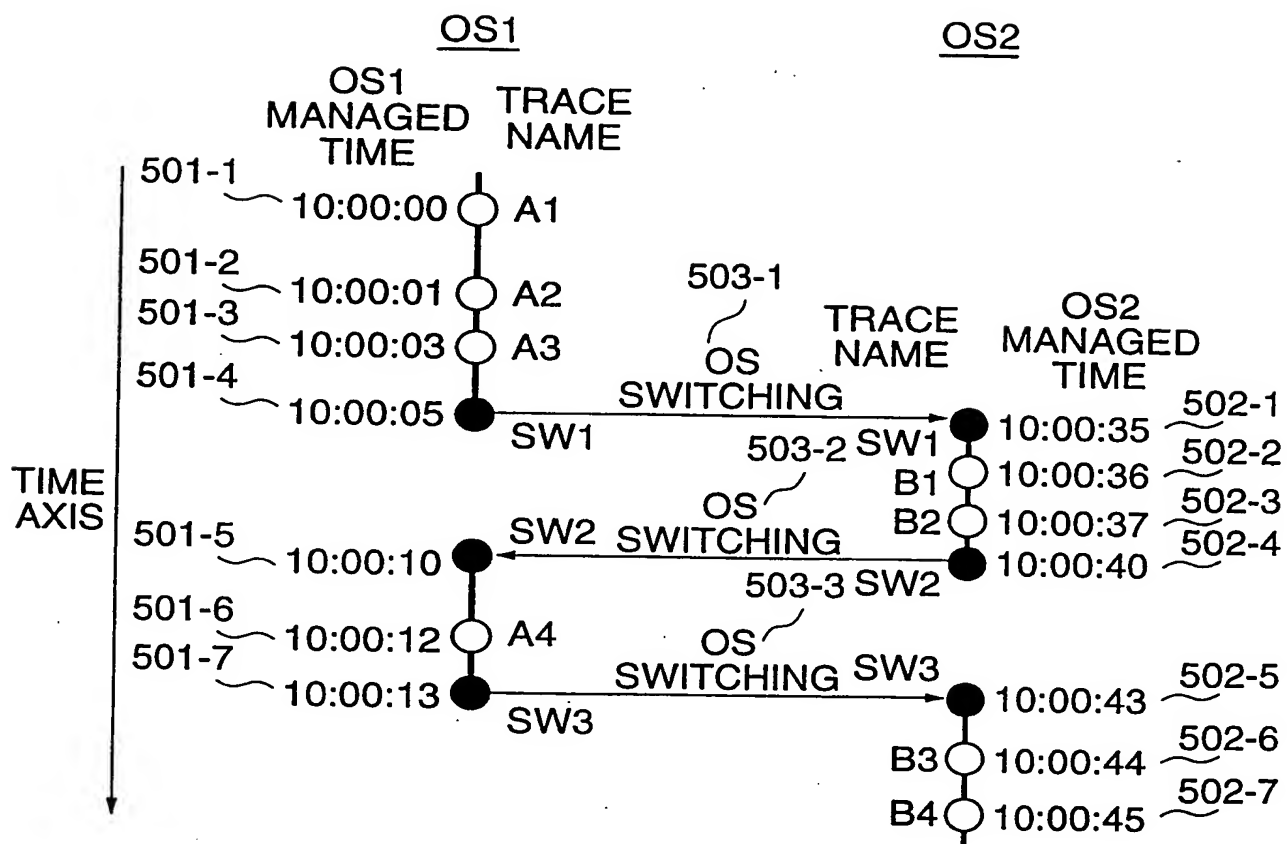 OS1
OS2
OS1
MANAGED
TIME
TRACE
NAME
501-1
10:00:00
A1
501-2
10:00:01
A2
501-3
10:00:03
A3
501-4
10:00:05
SW1
503-1
OS
SWITCHING
TRACE
NAME
OS2
MANAGED
TIME
SW1
10:00:35
502-1
B1
10:00:36
502-2
B2
10:00:37
502-3
SW2
10:00:40
502-4
TIME
AXIS
503-2
OS
SWITCHING
501-5
10:00:10
SW2
501-6
10:00:12
A4
501-7
10:00:13
SW3
503-3
OS
SWITCHING
SW3
10:00:43
502-5
B3
10:00:44
502-6
B4
10:00:45
502-7